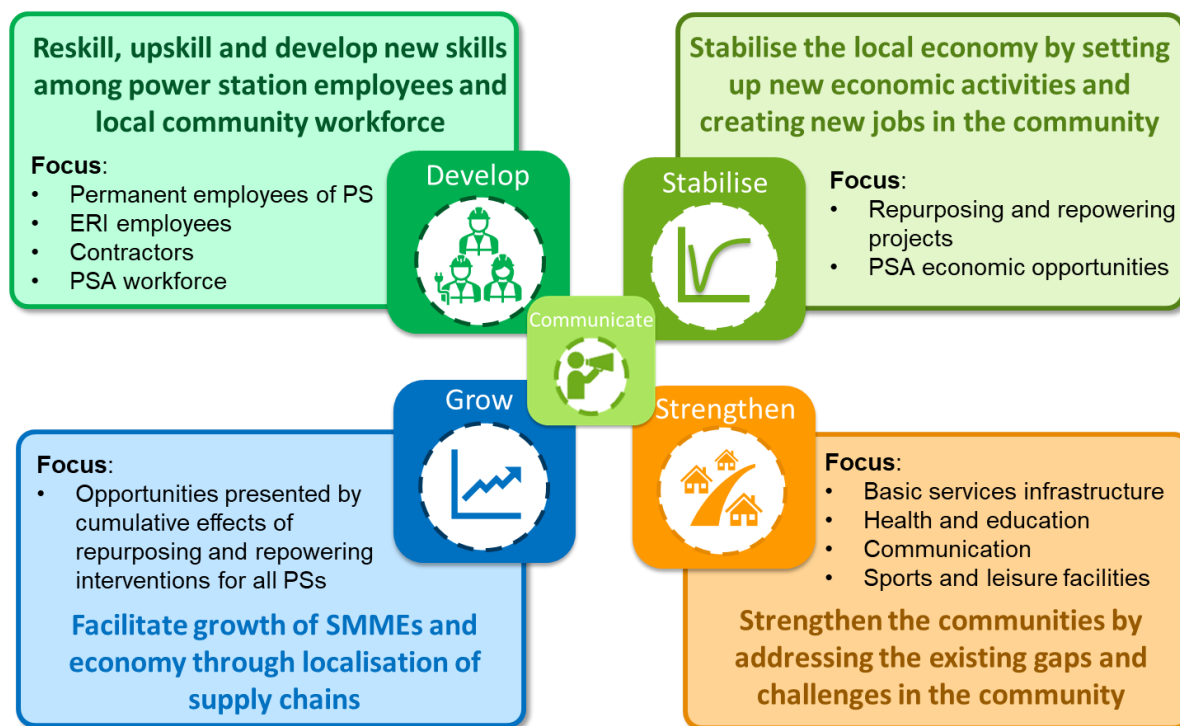 Reskill, upskill and develop new skills
among power station employees and
local community workforce
Focus:
• Permanent employees of PS
• ERI employees
• Contractors
• PSA workforce
Develop
Stabilise the local economy by setting
up new economic activities and
creating new jobs in the community
Stabilise
Focus:
• Repurposing and repowering
projects
• PSA economic opportunities
Communicate
Grow
Focus:
• Opportunities presented by
cumulative effects of
repurposing and repowering
interventions for all PSs
Facilitate growth of SMMEs and
economy through localisation of
supply chains
Strengthen
Focus:
• Basic services infrastructure
• Health and education
• Communication
• Sports and leisure facilities
Strengthen the communities by
addressing the existing gaps and
challenges in the community